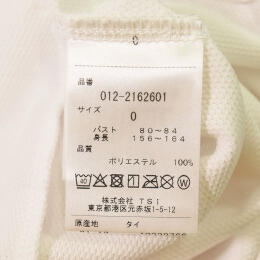 0
品番
012-2162601
サイズ
0
バスト 80~84
身長 156~164
品質
ポリエステル 100%
40
株式会社 TSI
東京都港区元赤坂1-5-12
原産地 タイ